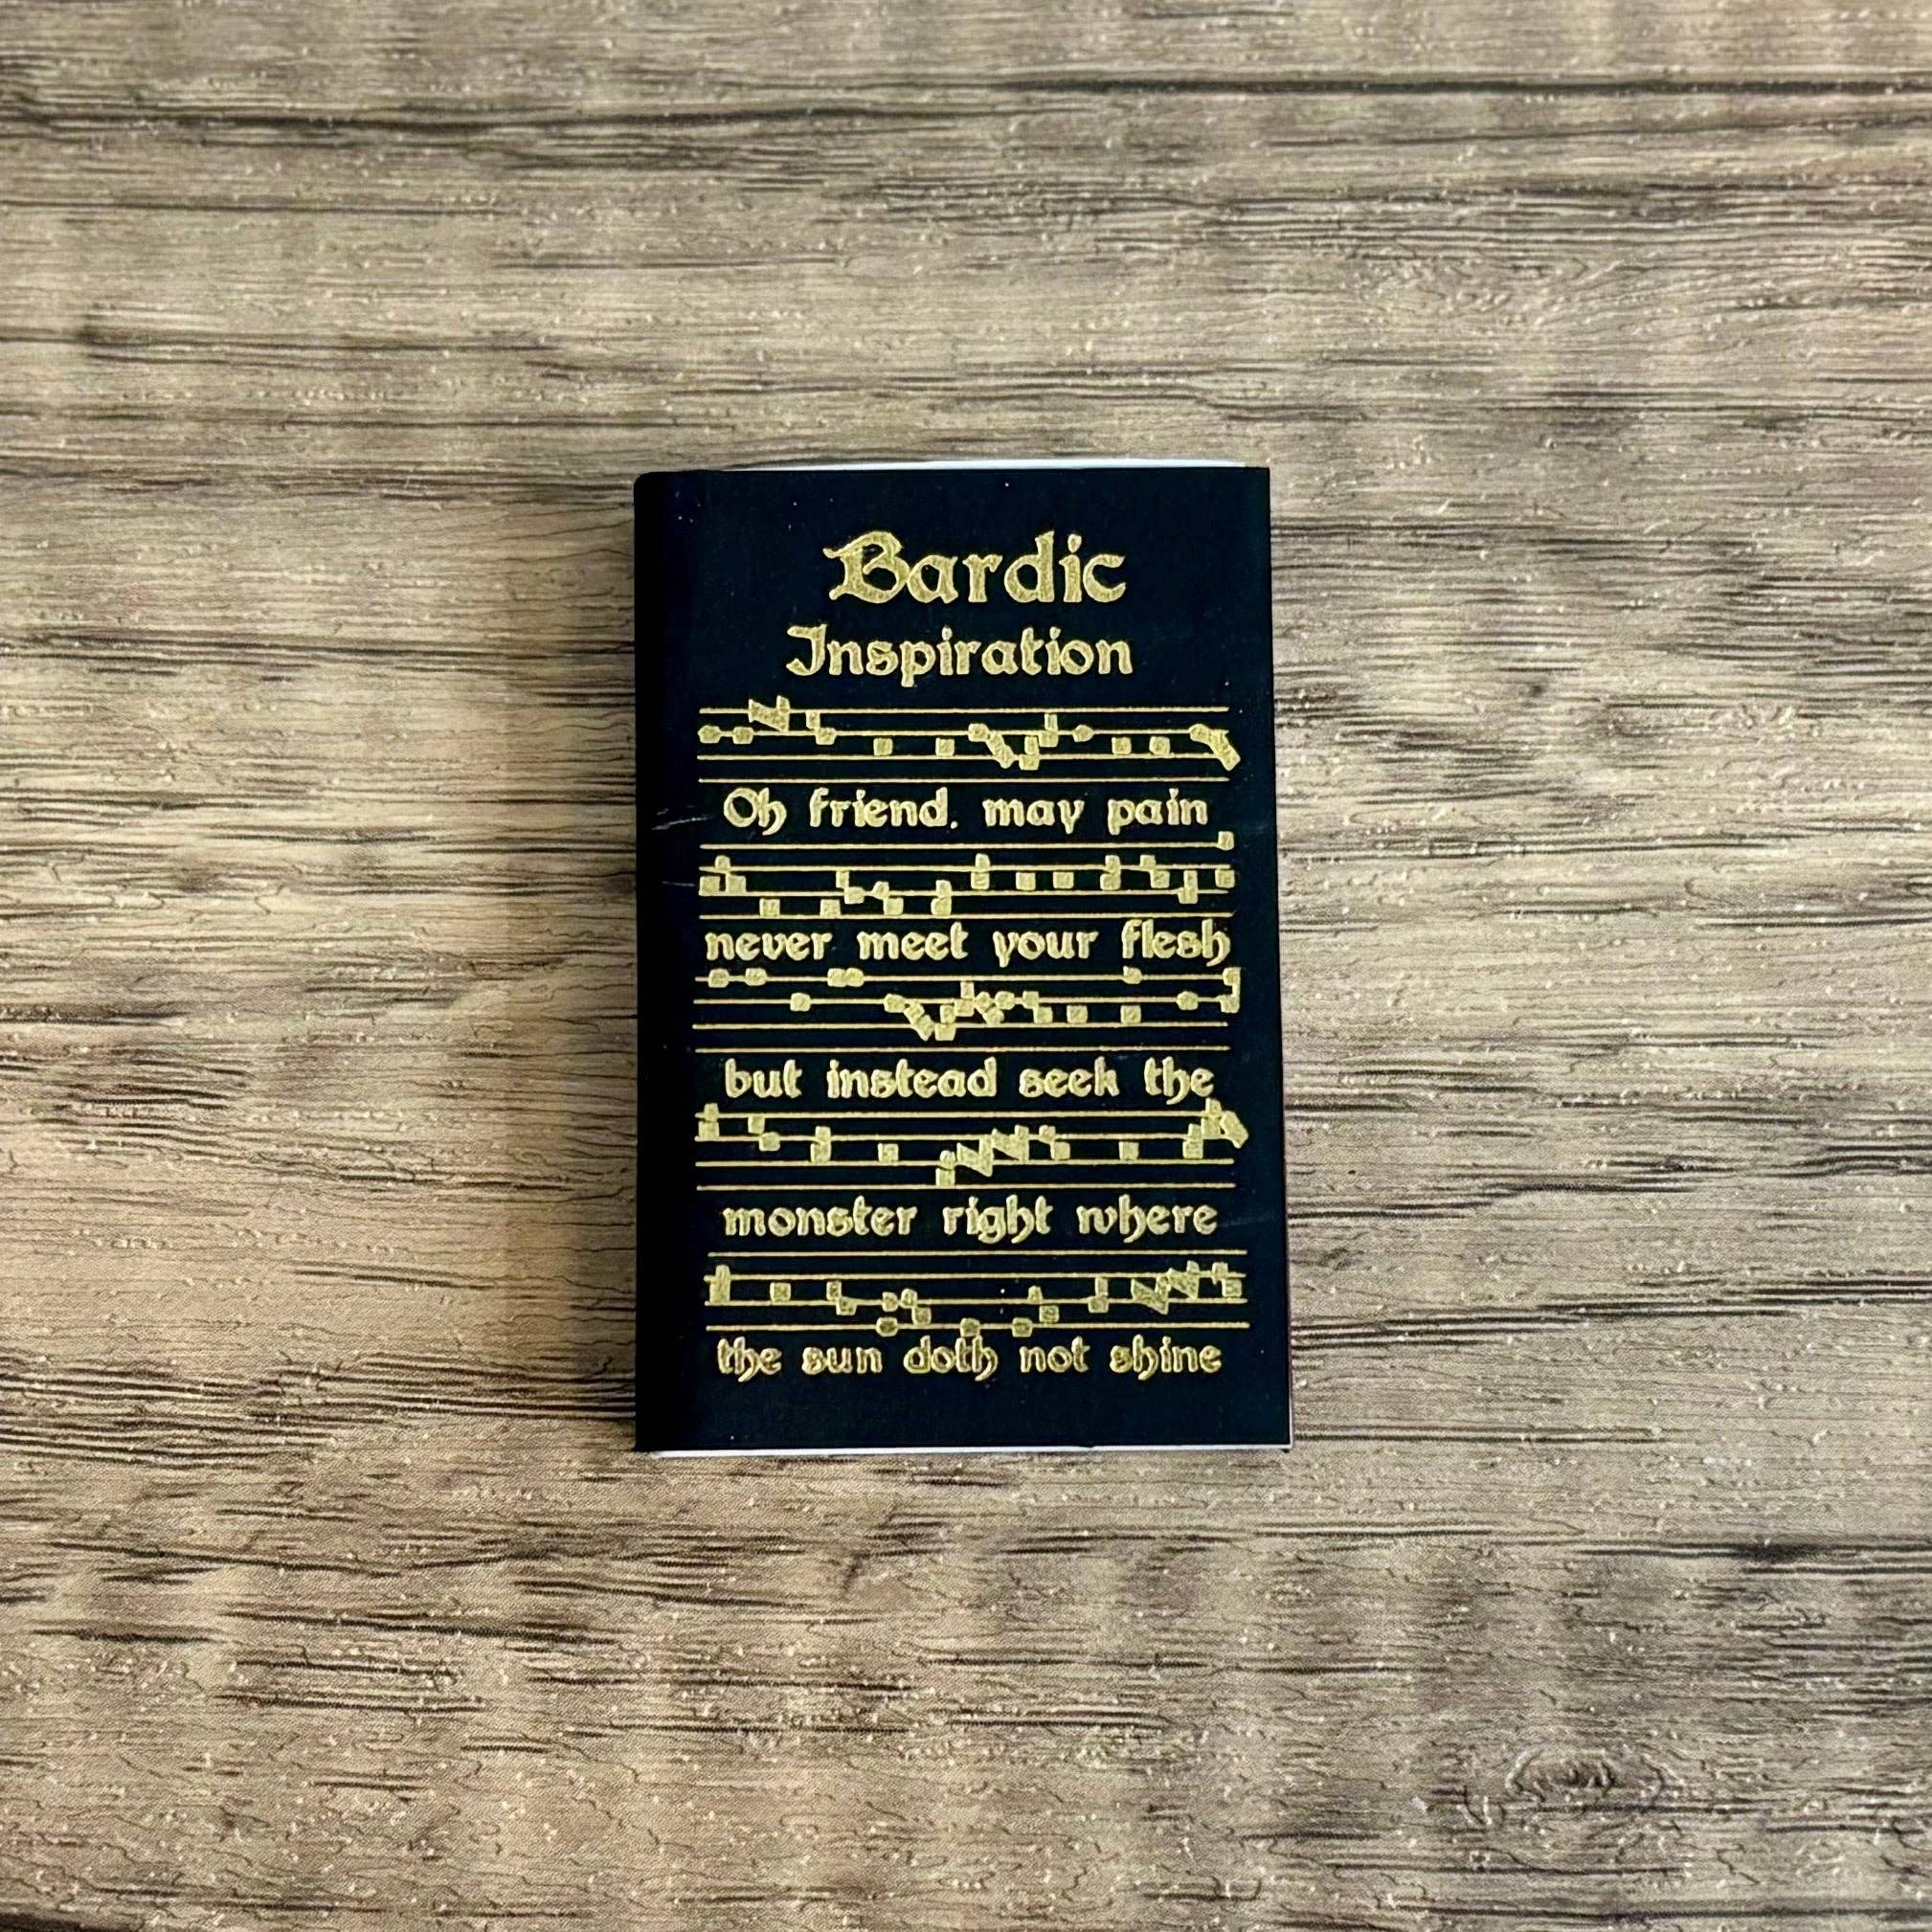 Bardic
Inspiration
Oh friend, may pain
never meet your flesh
but instead seek the
monster right where
the sun doth not shine